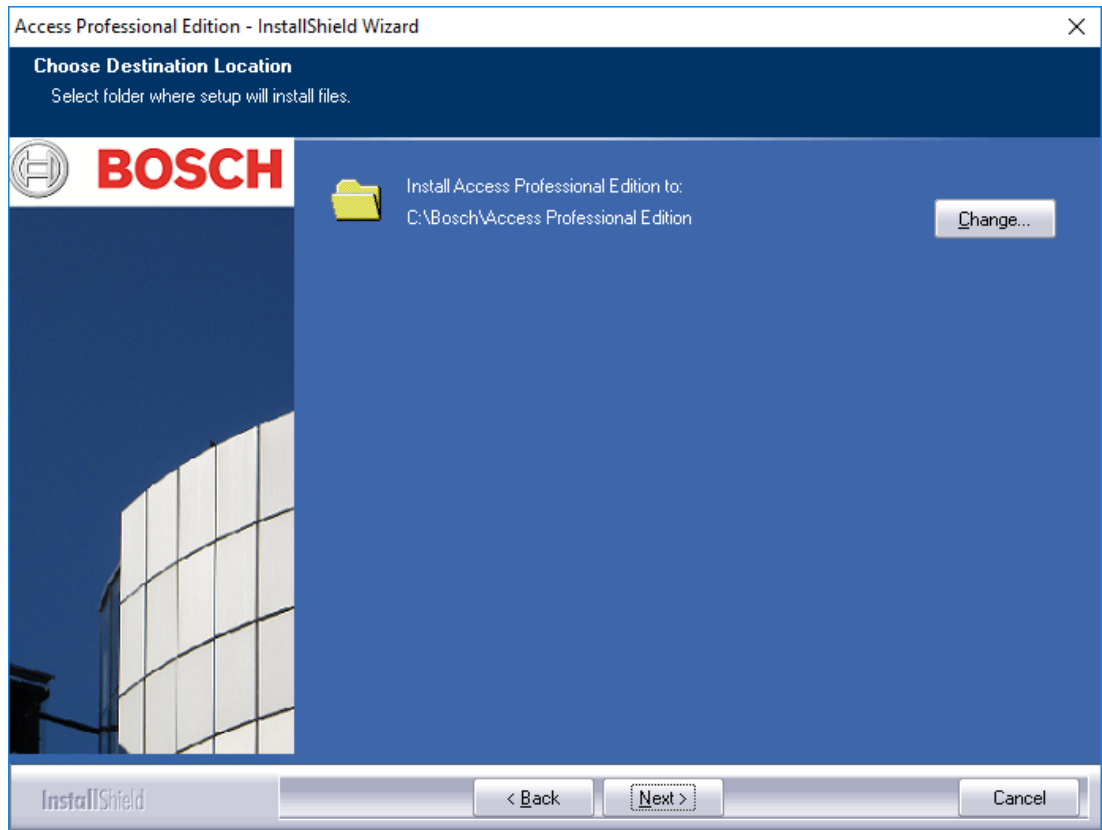 Access Professional Edition - InstallShield Wizard
Choose Destination Location
Select folder where setup will install files.
BOSCH
Install Access Professional Edition to:
C:\Bosch\Access Professional Edition
Change...
InstallShield
< Back
Next >
Cancel